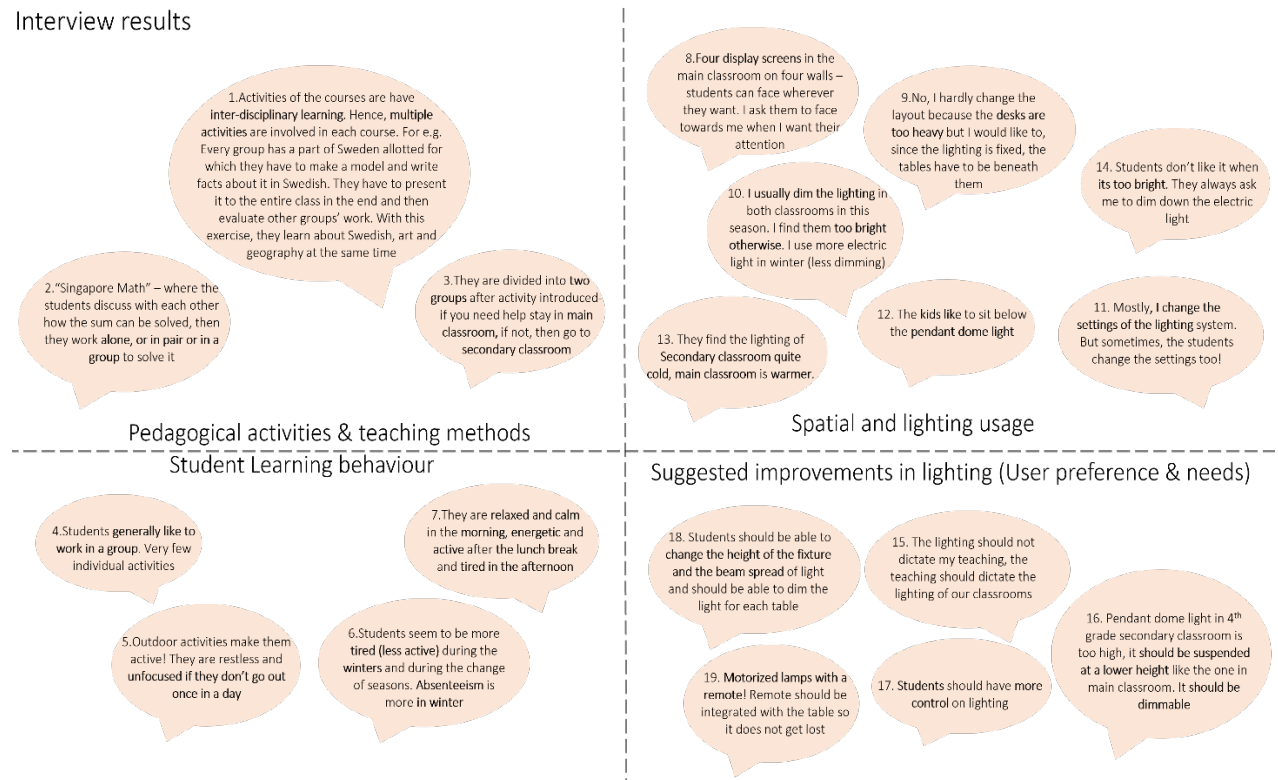 Interview results
1.Activities of the courses are have
inter-disciplinary learning. Hence, multiple
activities are involved in each course. For e.g.
Every group has a part of Sweden allotted for
which they have to make a model and write
facts about it in Swedish. They have to present
it to the entire class in the end and then
evaluate other groups' work. With this
exercise, they learn about Swedish, art and
geography at the same time
2."Singapore Math" – where the
students discuss with each other
how the sum can be solved, then
they work alone, or in pair or in a
group to solve it
3.They are divided into two
groups after activity introduced
if you need help stay in main
classroom, if not, then go to
secondary classroom
Pedagogical activities & teaching methods
8.Four display screens in the
main classroom on four walls –
students can face wherever
they want. I ask them to face
towards me when I want their
attention
9.No, I hardly change the
layout because the desks are
too heavy but I would like to,
since the lighting is fixed, the
tables have to be beneath
them
14. Students don't like it when
its too bright. They always ask
me to dim down the electric
light
10. I usually dim the lighting in
both classrooms in this
season. I find them too bright
otherwise. I use more electric
light in winter (less dimming)
13. They find the lighting of
Secondary classroom quite
cold, main classroom is warmer.
12. The kids like to sit below
the pendant dome light
11. Mostly, I change the
settings of the lighting system.
But sometimes, the students
change the settings too!
Spatial and lighting usage
Student Learning behaviour
4.Students generally like to
work in a group. Very few
individual activities
7.They are relaxed and calm
in the morning, energetic and
active after the lunch break
and tired in the afternoon
5.Outdoor activities make them
active! They are restless and
unfocused if they don't go out
once in a day
6.Students seem to be more
tired (less active) during the
winters and during the change
of seasons. Absenteeism is
more in winter
Suggested improvements in lighting (User preference & needs)
18. Students should be able to
change the height of the fixture
and the beam spread of light
and should be able to dim the
light for each table
15. The lighting should not
dictate my teaching, the
teaching should dictate the
lighting of our classrooms
16. Pendant dome light in 4th
grade secondary classroom is
too high, it should be suspended
at a lower height like the one in
main classroom. It should be
dimmable
19. Motorized lamps with a
remote! Remote should be
integrated with the table so
it does not get lost
17. Students should have more
control on lighting